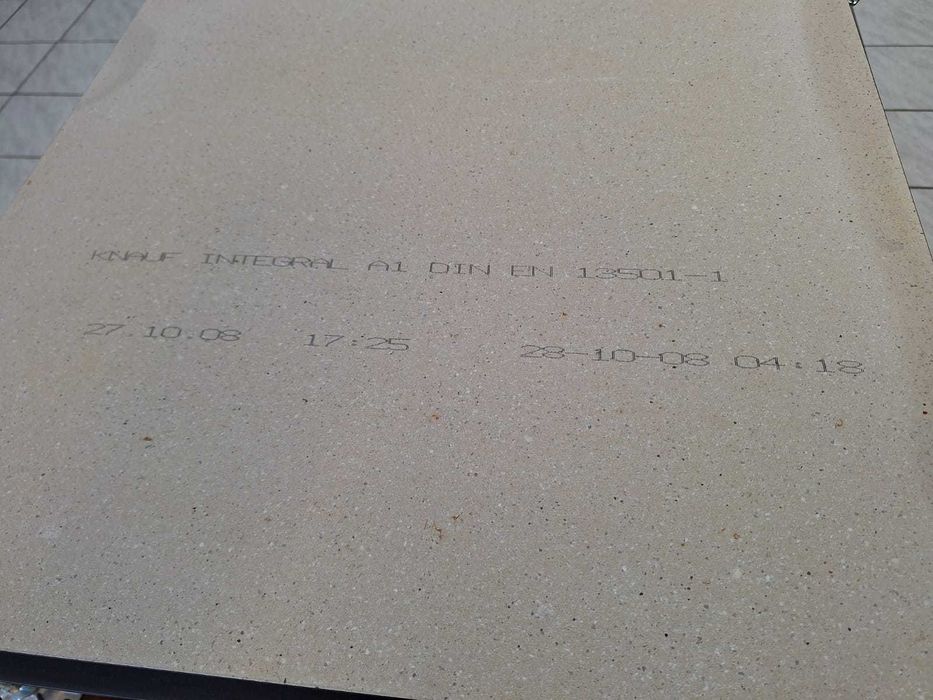 KNAUF INTEGRAL A1 DIN EN 13501-1
27.10.08 17:25 28-10-08 04:18